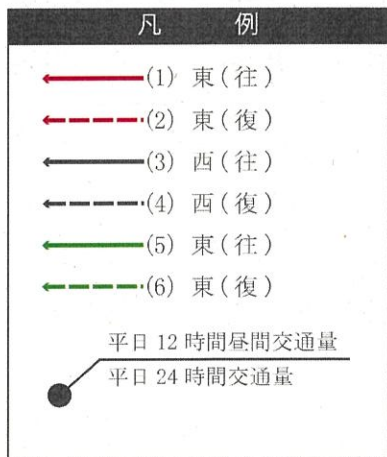 凡 例
(1) 東(往)
(2) 東(復)
(3) 西(往)
(4) 西(復)
(5) 東(往)
(6) 東(復)
平日 12 時間昼間交通量
平日 24 時間交通量